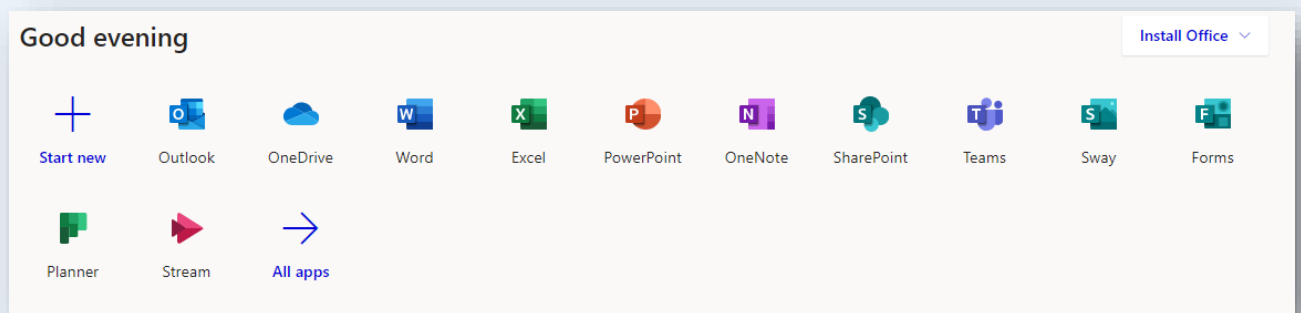 Good evening
Install Office
Start new
Outlook
OneDrive
Word
Excel
PowerPoint
OneNote
SharePoint
Teams
Sway
Forms
Planner
Stream
All apps